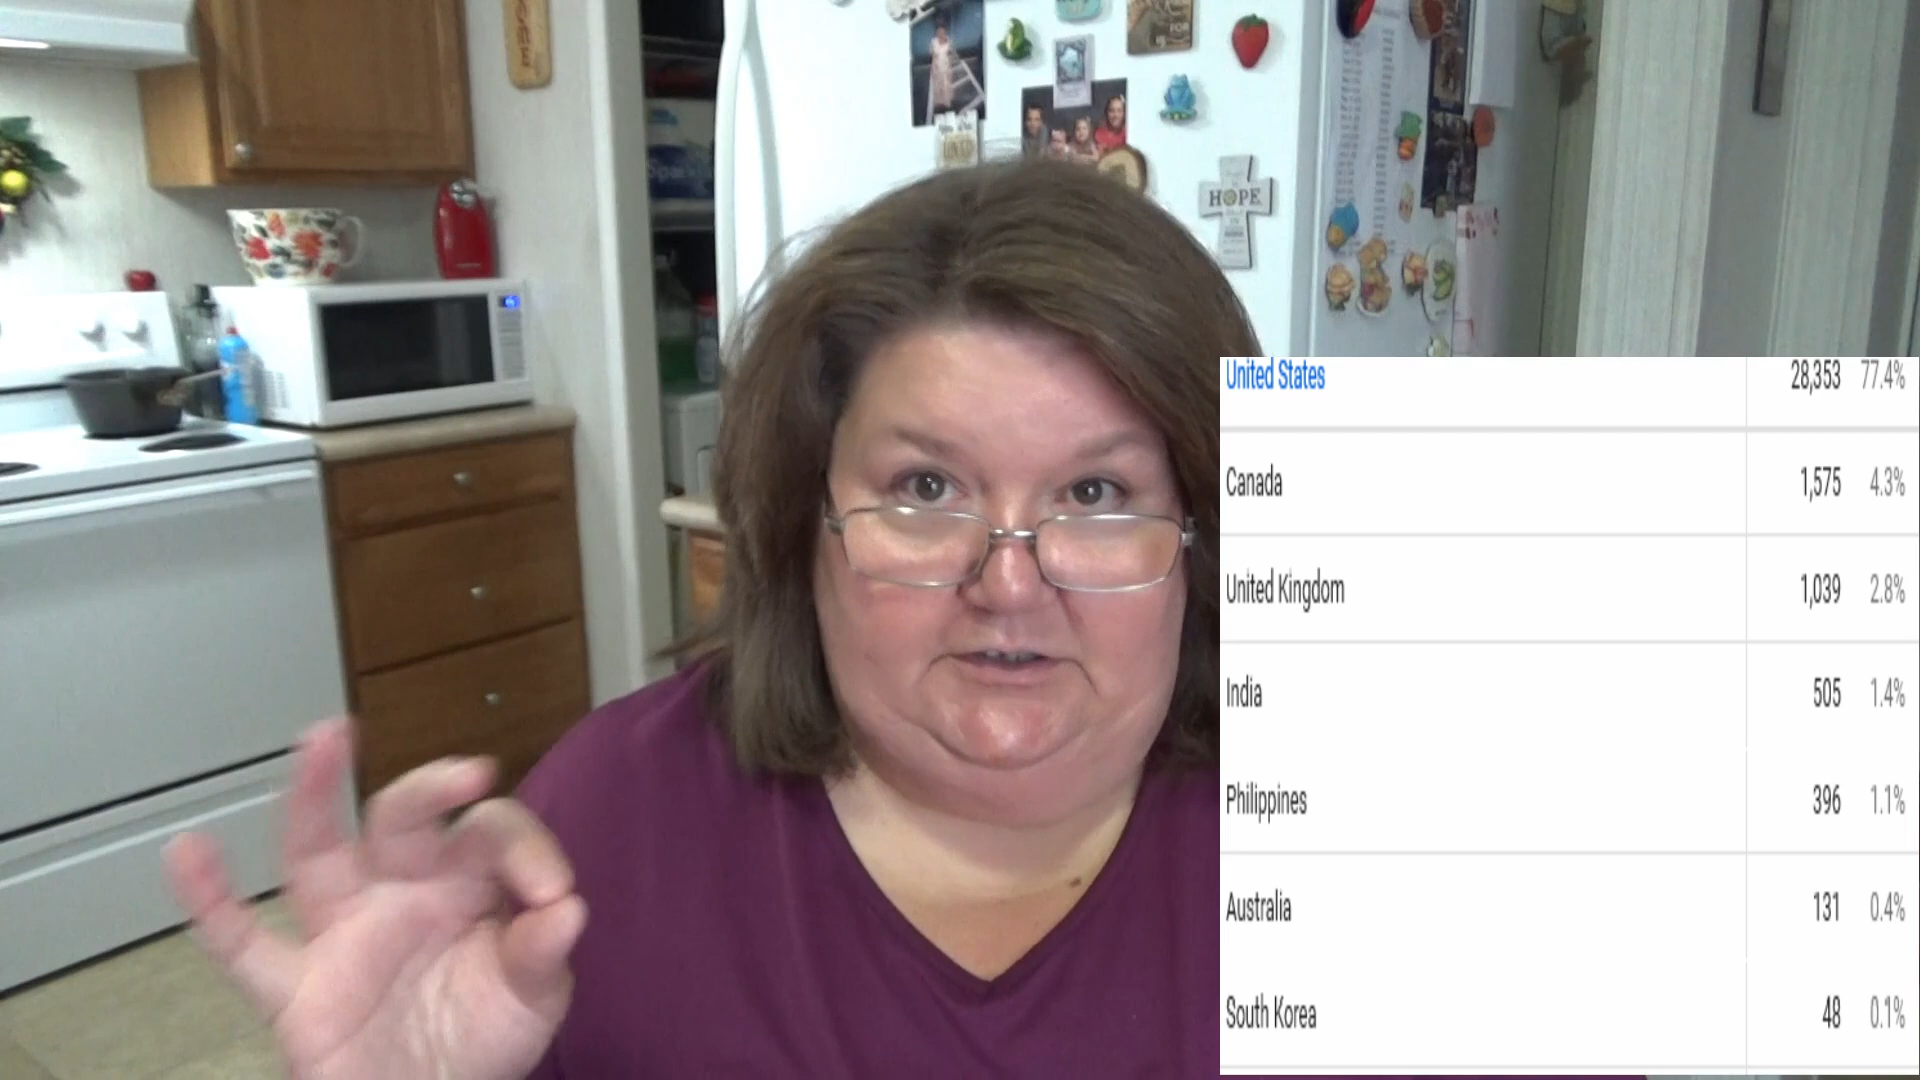 HOPE
United States 28,353 77.4%
Canada 1,575 4.3%
United Kingdom 1,039 2.8%
India 505 1.4%
Philippines 396 1.1%
Australia 131 0.4%
South Korea 48 0.1%